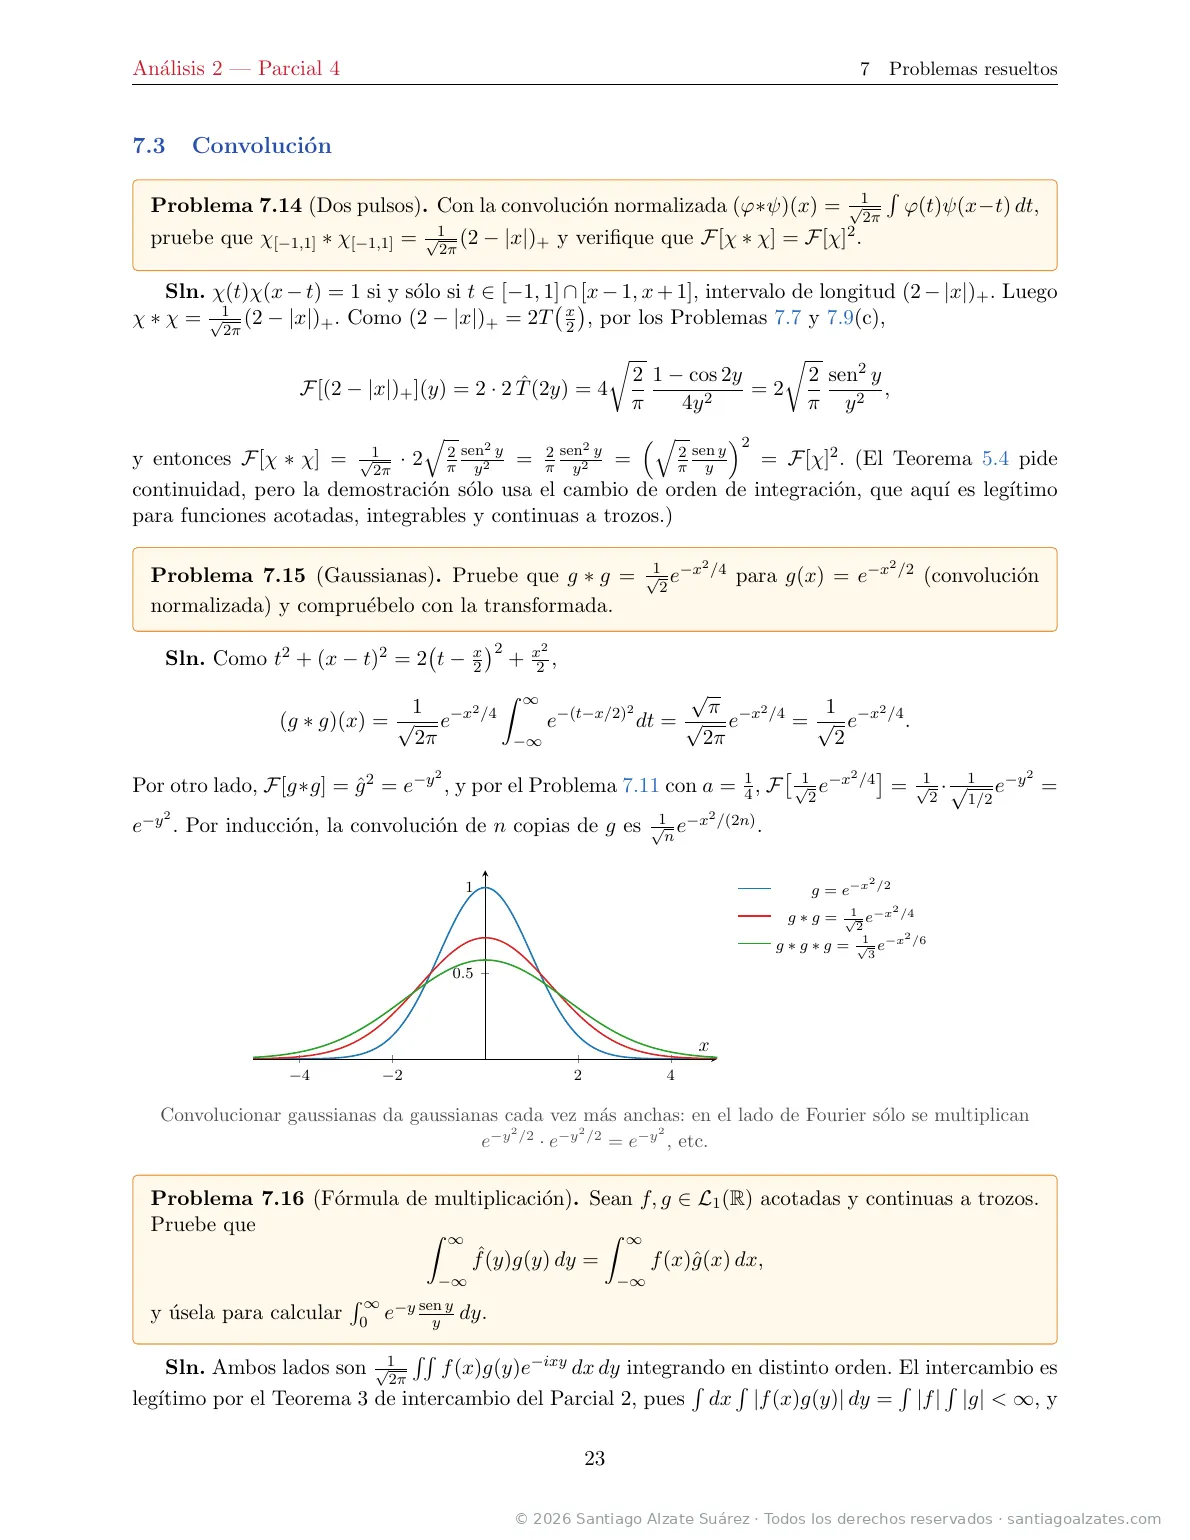 Análisis 2 — Parcial 4
7 Problemas resueltos
7.3 Convolución
Problema 7.14 (Dos pulsos). Con la convolución normalizada (φ∗ψ)(x) = 1/√2π ∫ φ(t)ψ(x−t) dt,
pruebe que χ[−1,1] ∗ χ[−1,1] = 1/√2π (2 − |x|)₊ y verifique que F[χ ∗ χ] = F[χ]².
Sln. χ(t)χ(x − t) = 1 si y sólo si t ∈ [−1, 1] ∩ [x − 1, x + 1], intervalo de longitud (2 − |x|)₊. Luego
χ ∗ χ = 1/√2π (2 − |x|)₊. Como (2 − |x|)₊ = 2T(x/2), por los Problemas 7.7 y 7.9(c),
F[(2 − |x|)₊](y) = 2 · 2 T̂(2y) = 4√(2/π) (1 − cos 2y)/(4y²) = 2√(2/π) sen² y/y²,
y entonces F[χ ∗ χ] = 1/√2π · 2√(2/π) sen² y/y² = 2/π sen² y/y² = (√(2/π) sen y/y)² = F[χ]². (El Teorema 5.4 pide
continuidad, pero la demostración sólo usa el cambio de orden de integración, que aquí es legítimo
para funciones acotadas, integrables y continuas a trozos.)
Problema 7.15 (Gaussianas). Pruebe que g ∗ g = 1/√2 e^{−x²/4} para g(x) = e^{−x²/2} (convolución
normalizada) y compruébelo con la transformada.
Sln. Como t² + (x − t)² = 2(t − x/2)² + x²/2,
(g ∗ g)(x) = 1/√2π e^{−x²/4} ∫_{−∞}^{∞} e^{−(t−x/2)²} dt = √π/√2π e^{−x²/4} = 1/√2 e^{−x²/4}.
Por otro lado, F[g∗g] = ĝ² = e^{−y²}, y por el Problema 7.11 con a = 1/4, F[1/√2 e^{−x²/4}] = 1/√2 · 1/√(1/2) e^{−y²} =
e^{−y²}. Por inducción, la convolución de n copias de g es 1/√n e^{−x²/(2n)}.
1
g = e^{−x²/2}
g ∗ g = 1/√2 e^{−x²/4}
g ∗ g ∗ g = 1/√3 e^{−x²/6}
0.5
x
−4 −2 2 4
Convolucionar gaussianas da gaussianas cada vez más anchas: en el lado de Fourier sólo se multiplican
e^{−y²/2} · e^{−y²/2} = e^{−y²}, etc.
Problema 7.16 (Fórmula de multiplicación). Sean f, g ∈ L₁(ℝ) acotadas y continuas a trozos.
Pruebe que
∫_{−∞}^{∞} f̂(y)g(y) dy = ∫_{−∞}^{∞} f(x)ĝ(x) dx,
y úsela para calcular ∫₀^∞ e^{−y} sen y/y dy.
Sln. Ambos lados son 1/√2π ∬ f(x)g(y)e^{−ixy} dx dy integrando en distinto orden. El intercambio es
legítimo por el Teorema 3 de intercambio del Parcial 2, pues ∫ dx ∫ |f(x)g(y)| dy = ∫ |f| ∫ |g| < ∞, y
23
© 2026 Santiago Alzate Suárez · Todos los derechos reservados · santiagoalzates.com